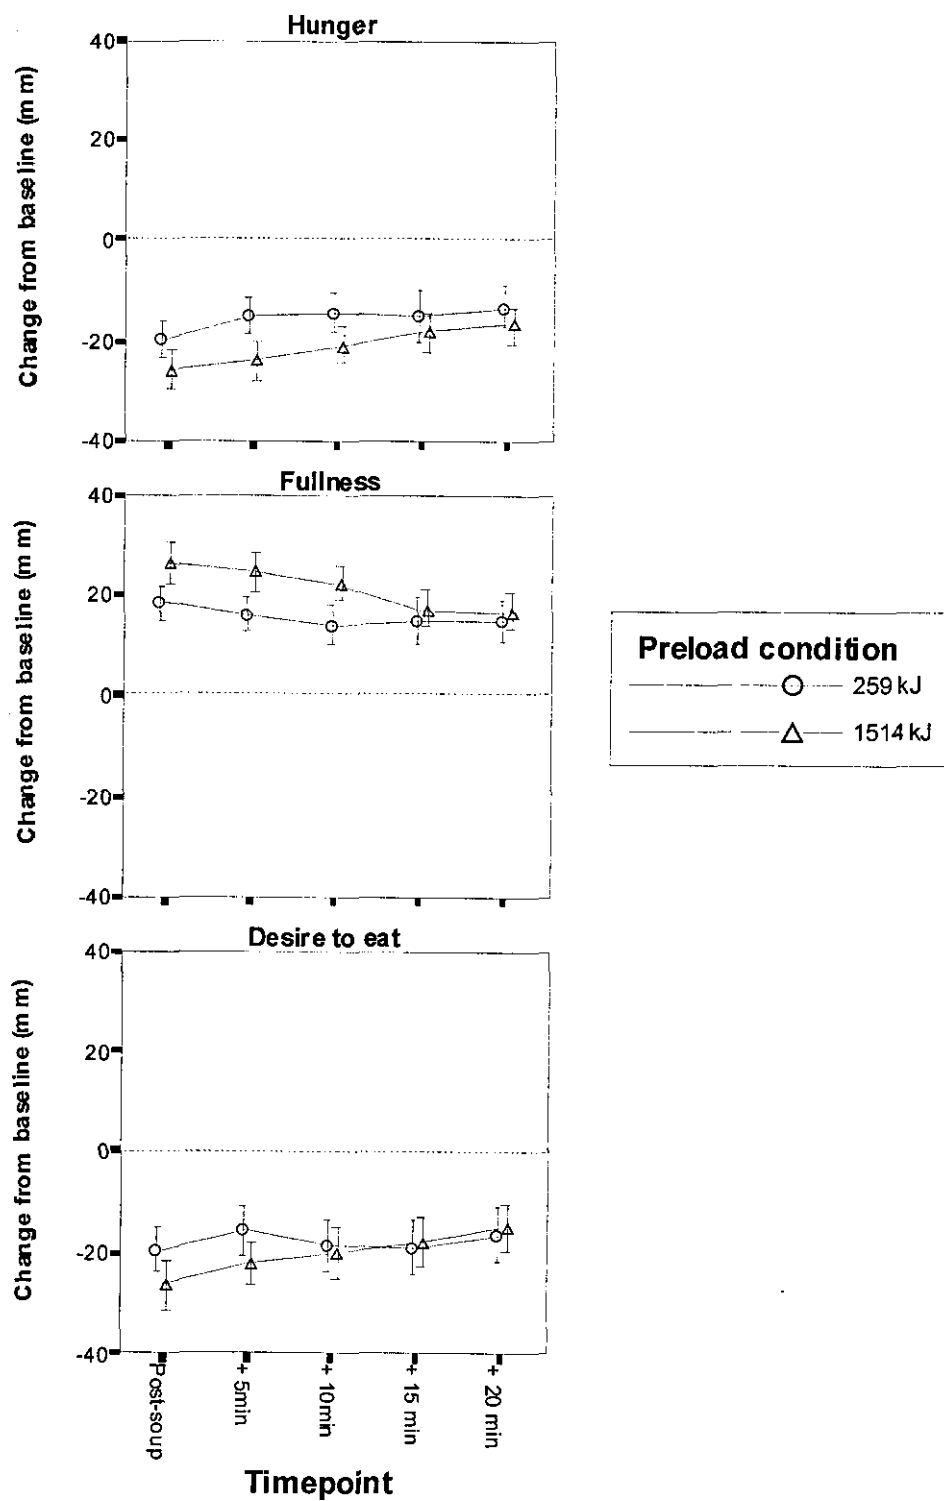 Hunger
Change from baseline (mm)
40
20
0
-20
-40
Fullness
Change from baseline (mm)
40
20
0
-20
-40
Preload condition
259 kJ
1514 kJ
Desire to eat
Change from baseline (mm)
40
20
0
-20
-40
Post-soup
+ 5min
+ 10min
+ 15 min
+ 20 min
Timepoint